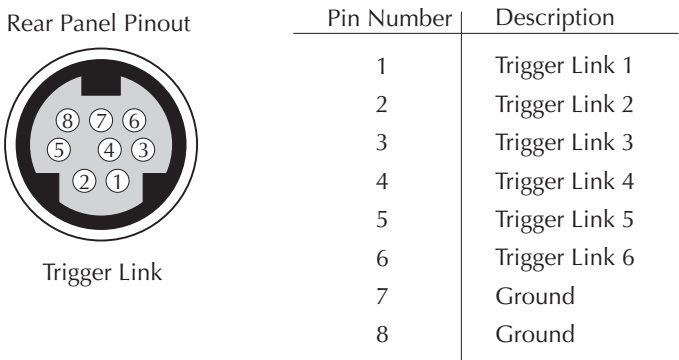 Rear Panel Pinout
8 7 6
5 4 3
2 1
Trigger Link
Pin Number Description
1 Trigger Link 1
2 Trigger Link 2
3 Trigger Link 3
4 Trigger Link 4
5 Trigger Link 5
6 Trigger Link 6
7 Ground
8 Ground